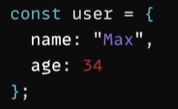 const user = {
  name: "Max",
  age: 34
};